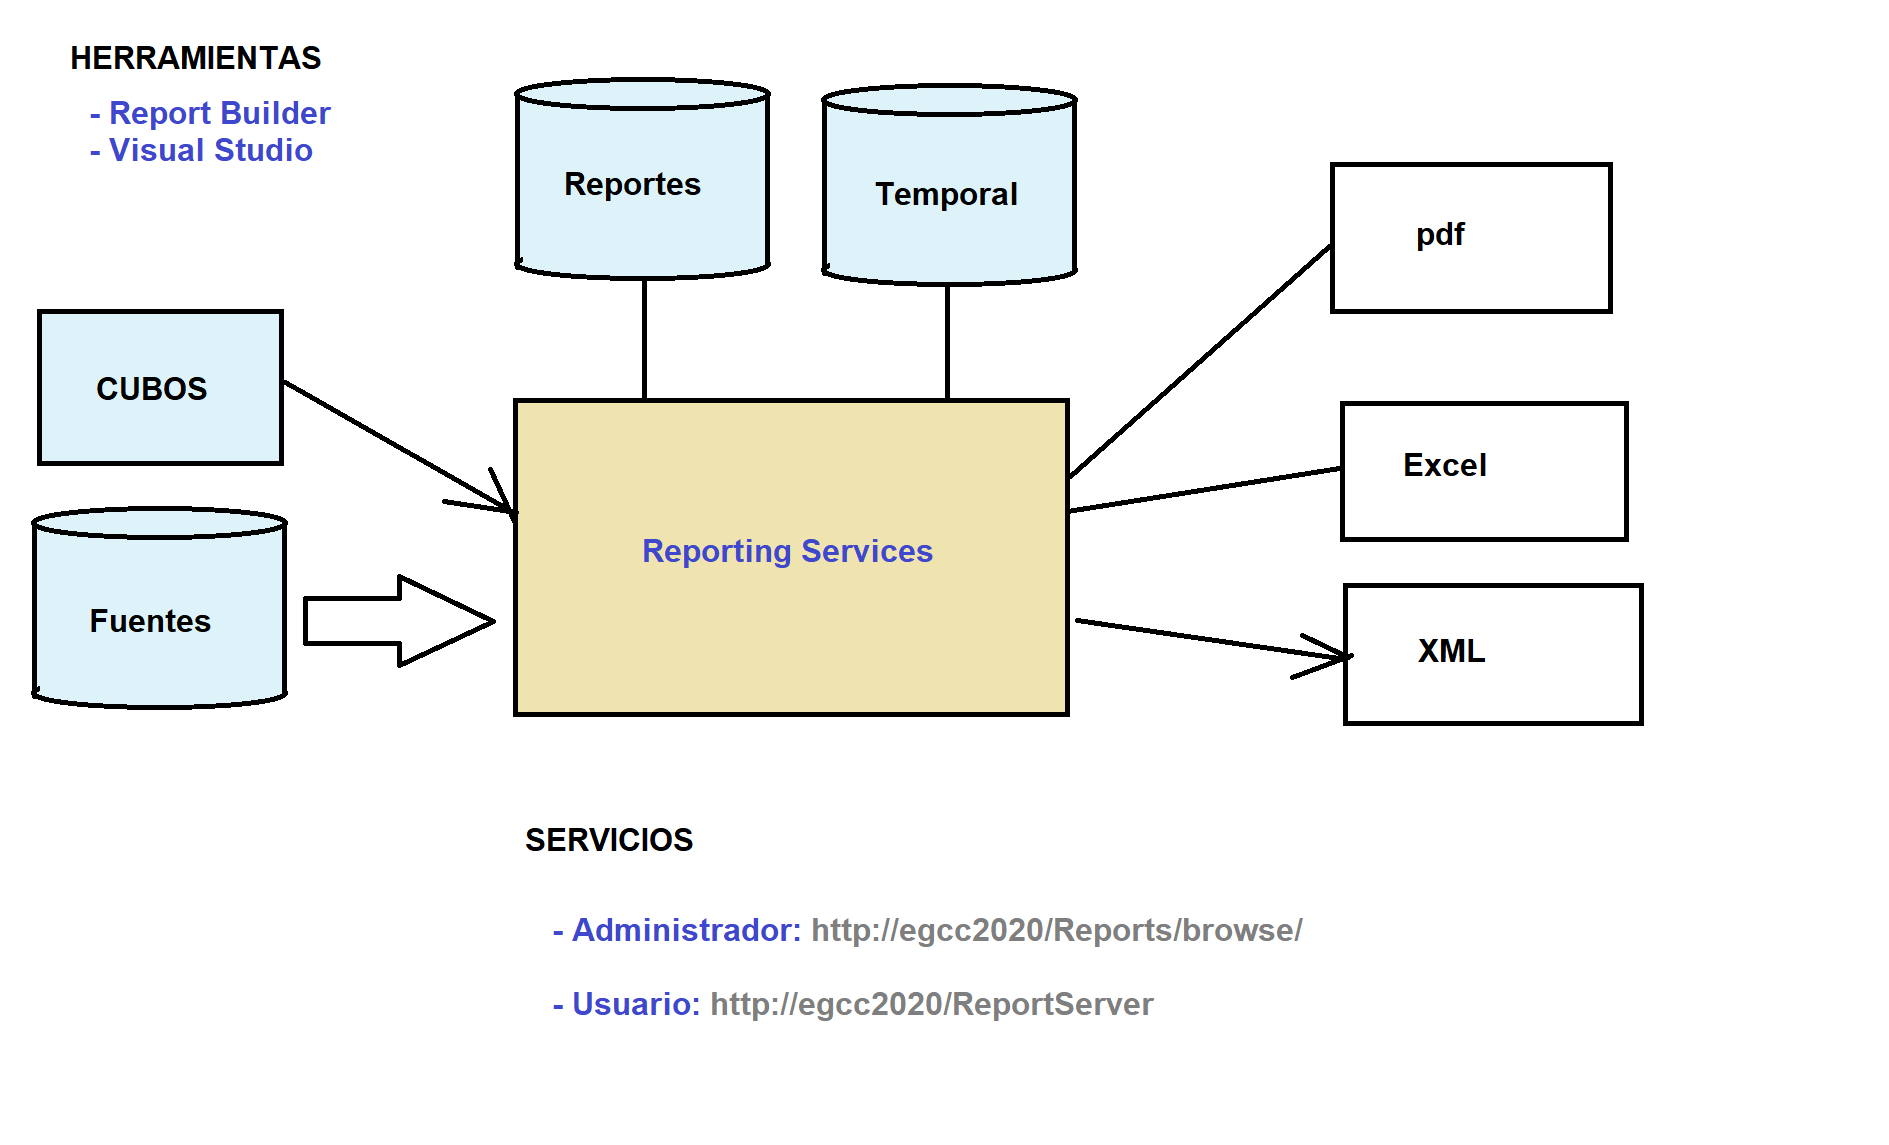 HERRAMIENTAS
- Report Builder
- Visual Studio
Reportes
Temporal
pdf
CUBOS
Excel
Reporting Services
Fuentes
XML
SERVICIOS
- Administrador: http://egcc2020/Reports/browse/
- Usuario: http://egcc2020/ReportServer